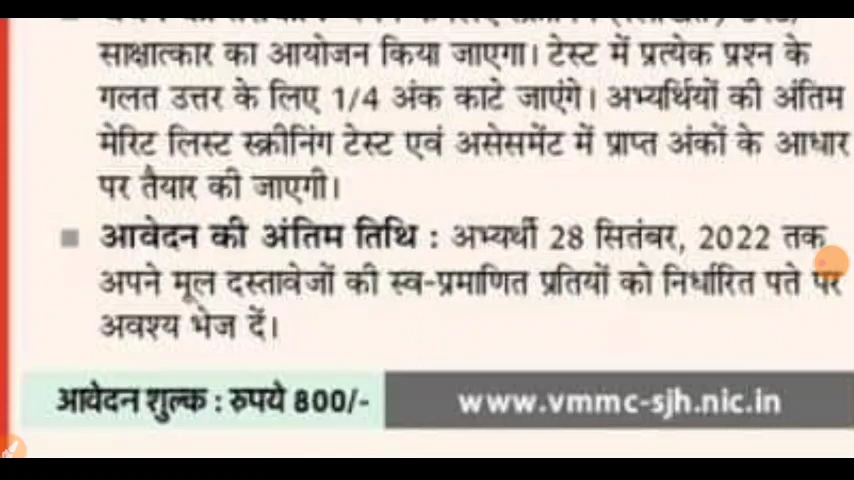 साक्षात्कार का आयोजन किया जाएगा। टेस्ट में प्रत्येक प्रश्न के
गलत उत्तर के लिए 1/4 अंक काटे जाएंगे। अभ्यर्थियों की अंतिम
मेरिट लिस्ट स्क्रीनिंग टेस्ट एवं असेसमेंट में प्राप्त अंकों के आधार
पर तैयार की जाएगी।
■ आवेदन की अंतिम तिथि : अभ्यर्थी 28 सितंबर, 2022 तक
अपने मूल दस्तावेजों की स्व-प्रमाणित प्रतियों को निर्धारित पते पर
अवश्य भेज दें।
आवेदन शुल्क : रुपये 800/-
www.vmmc-sjh.nic.in